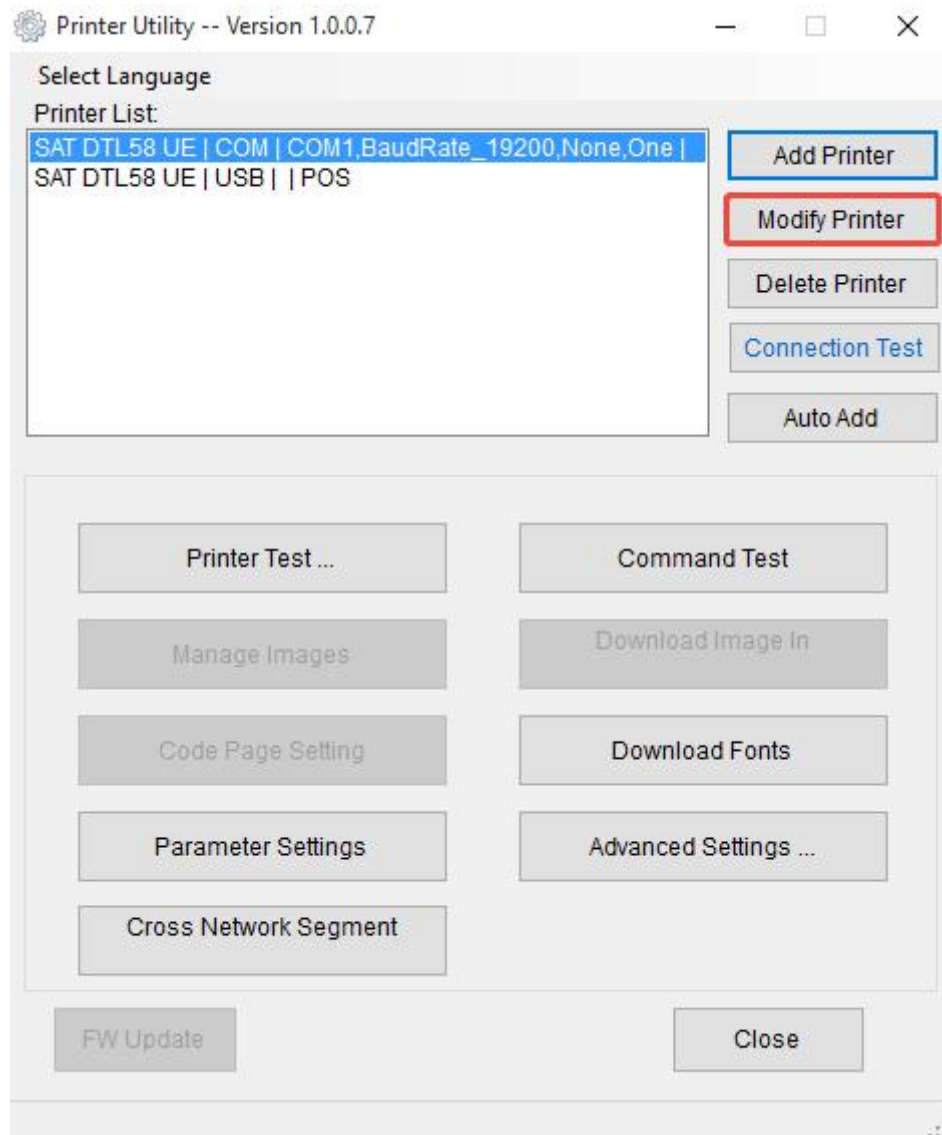 Printer Utility -- Version 1.0.0.7
Select Language
Printer List:
SAT DTL58 UE | COM | COM1,BaudRate_19200,None,One |
SAT DTL58 UE | USB | | POS
Add Printer
Modify Printer
Delete Printer
Connection Test
Auto Add
Printer Test ...
Command Test
Manage Images
Download Image In
Code Page Setting
Download Fonts
Parameter Settings
Advanced Settings ...
Cross Network Segment
FW Update
Close